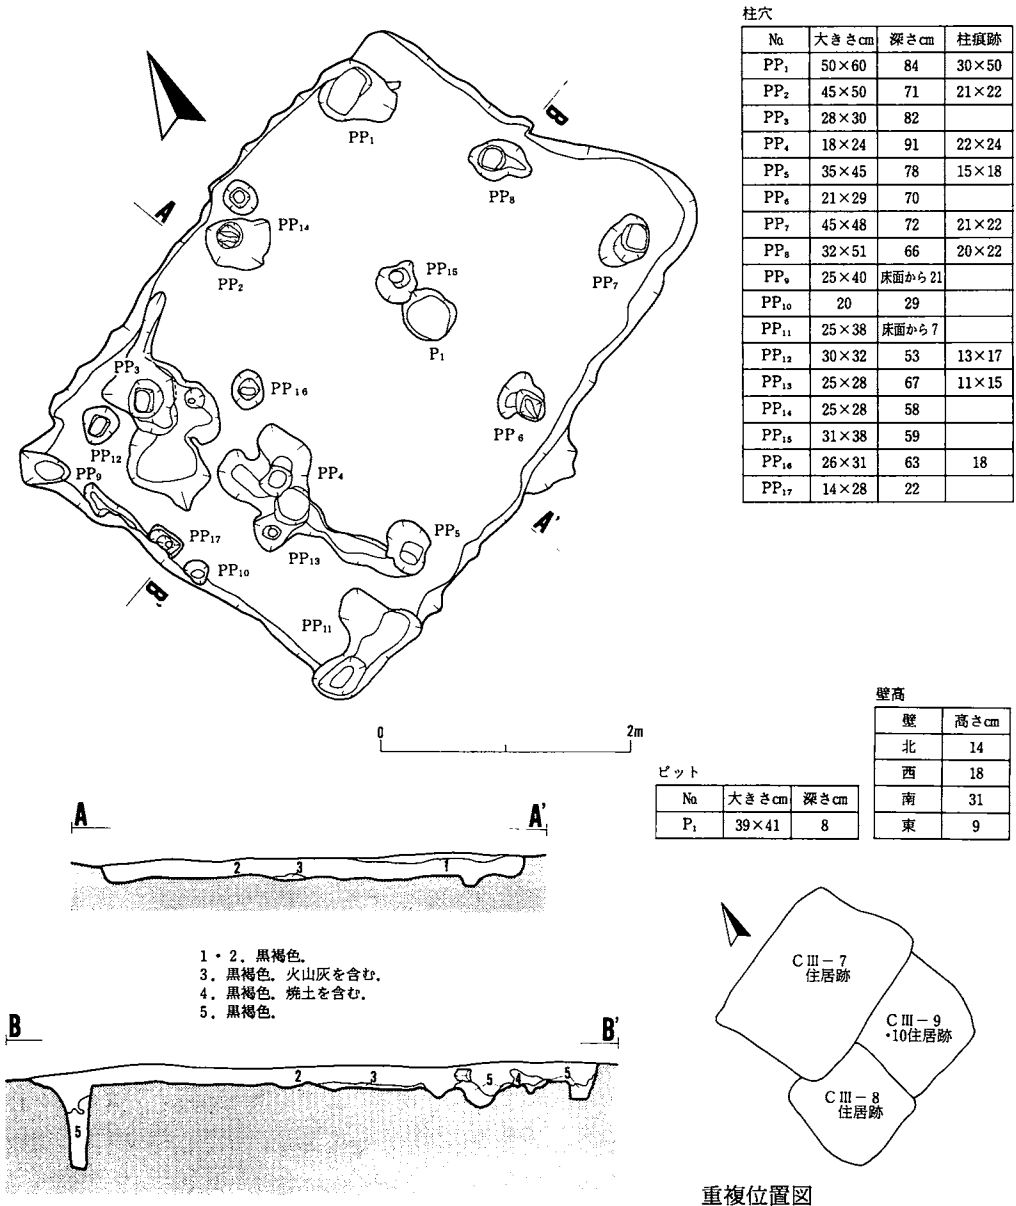 柱穴
№ 大きさcm 深さcm 柱痕跡
PP₁ 50×60 84 30×50
PP₂ 45×50 71 21×22
PP₃ 28×30 82
PP₄ 18×24 91 22×24
PP₅ 35×45 78 15×18
PP₆ 21×29 70
PP₇ 45×48 72 21×22
PP₈ 32×51 66 20×22
PP₉ 25×40 床面から21
PP₁₀ 20 29
PP₁₁ 25×38 床面から7
PP₁₂ 30×32 53 13×17
PP₁₃ 25×28 67 11×15
PP₁₄ 25×28 58
PP₁₅ 31×38 59
PP₁₆ 26×31 63 18
PP₁₇ 14×28 22
PP₁
B
PP₈
A
PP₁₄
PP₂
PP₁₅
PP₇
P₁
PP₃
PP₁₆
PP₆
PP₁₂
PP₉
PP₄
A'
PP₅
PP₁₇
PP₁₃
PP₁₀
B'
PP₁₁
0 2m
壁高
壁 高さcm
北 14
西 18
南 31
東 9
ピット
№ 大きさcm 深さcm
P₁ 39×41 8
A A'
2 3 1
1・2．黒褐色．
3．黒褐色．火山灰を含む．
4．黒褐色．焼土を含む．
5．黒褐色．
B B'
2 3 5 4 5
5
CⅢ－7
住居跡
CⅢ－9
・10住居跡
CⅢ－8
住居跡
重複位置図